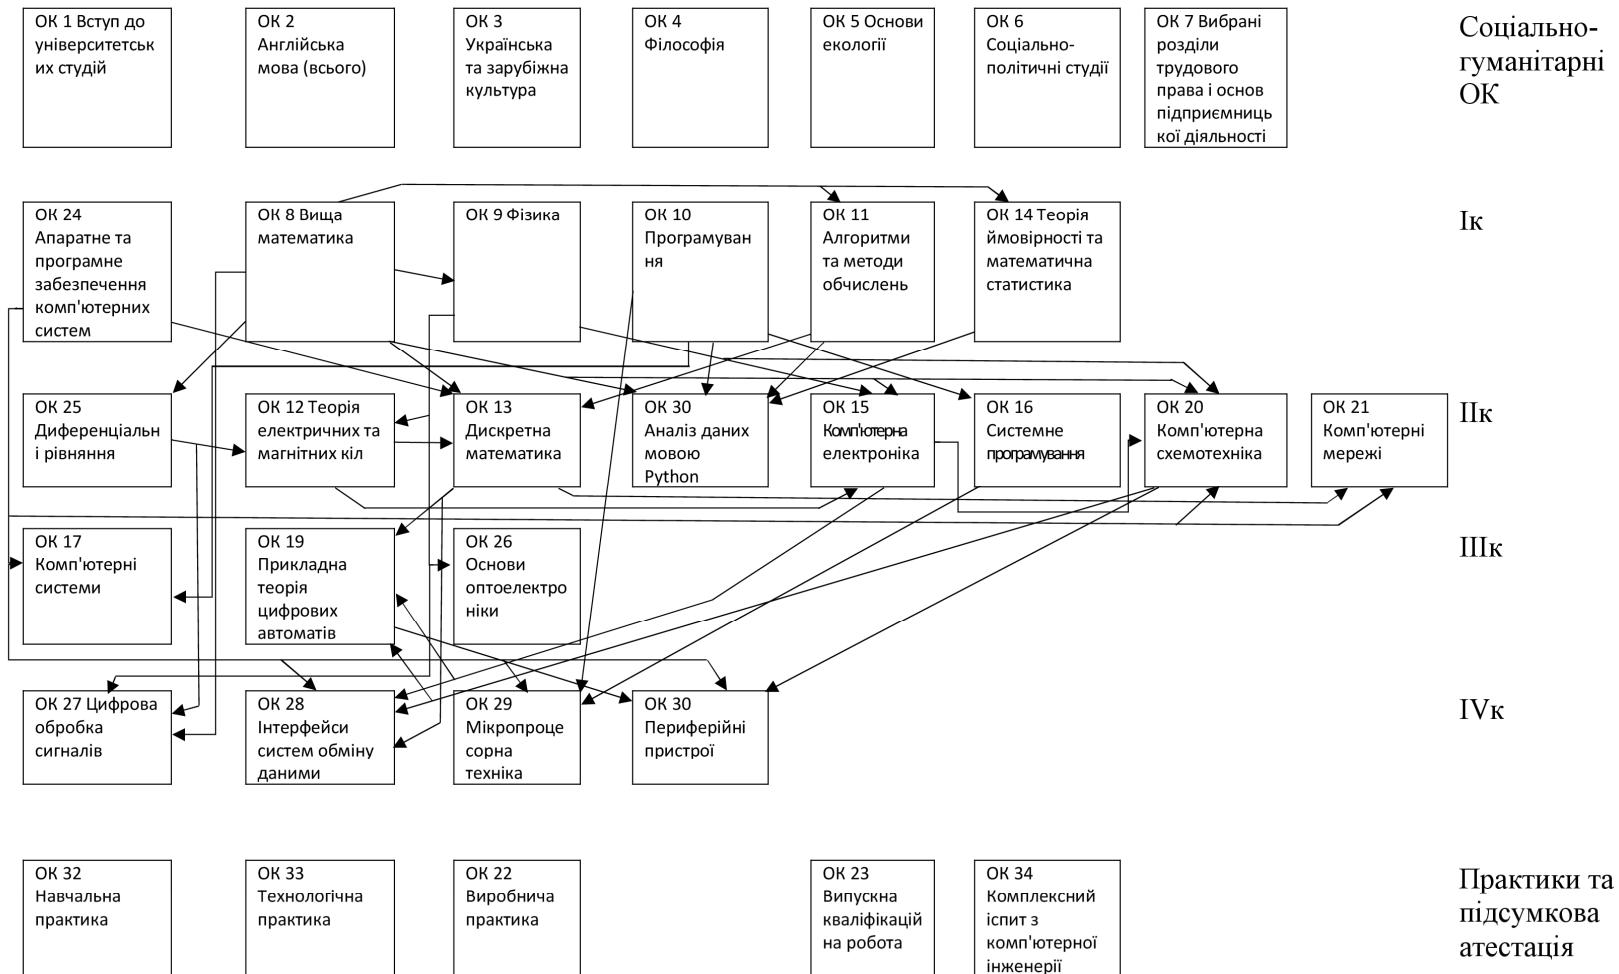 ОК 1 Вступ до
університетськ
их студій
ОК 2
Англійська
мова (всього)
ОК 3
Українська
та зарубіжна
культура
ОК 4
Філософія
ОК 5 Основи
екології
ОК 6
Соціально-
політичні студії
ОК 7 Вибрані
розділи
трудового
права і основ
підприємниць
кої діяльності
Соціально-
гуманітарні
ОК
ОК 24
Апаратне та
програмне
забезпечення
комп'ютерних
систем
ОК 8 Вища
математика
ОК 9 Фізика
ОК 10
Програмуван
ня
ОК 11
Алгоритми
та методи
обчислень
ОК 14 Теорія
ймовірності та
математична
статистика
Ік
ОК 25
Диференціальн
і рівняння
ОК 12 Теорія
електричних та
магнітних кіл
ОК 13
Дискретна
математика
ОК 30
Аналіз даних
мовою
Python
ОК 15
Комп'ютерна
електроніка
ОК 16
Системне
програмування
ОК 20
Комп'ютерна
схемотехніка
ОК 21
Комп'ютерні
мережі
ІІк
ОК 17
Комп'ютерні
системи
ОК 19
Прикладна
теорія
цифрових
автоматів
ОК 26
Основи
оптоелектро
ніки
ІІІк
ОК 27 Цифрова
обробка
сигналів
ОК 28
Інтерфейси
систем обміну
даними
ОК 29
Мікропроце
сорна
техніка
ОК 30
Периферійні
пристрої
ІVк
ОК 32
Навчальна
практика
ОК 33
Технологічна
практика
ОК 22
Виробнича
практика
ОК 23
Випускна
кваліфікацій
на робота
ОК 34
Комплексний
іспит з
комп'ютерної
інженерії
Практики та
підсумкова
атестація